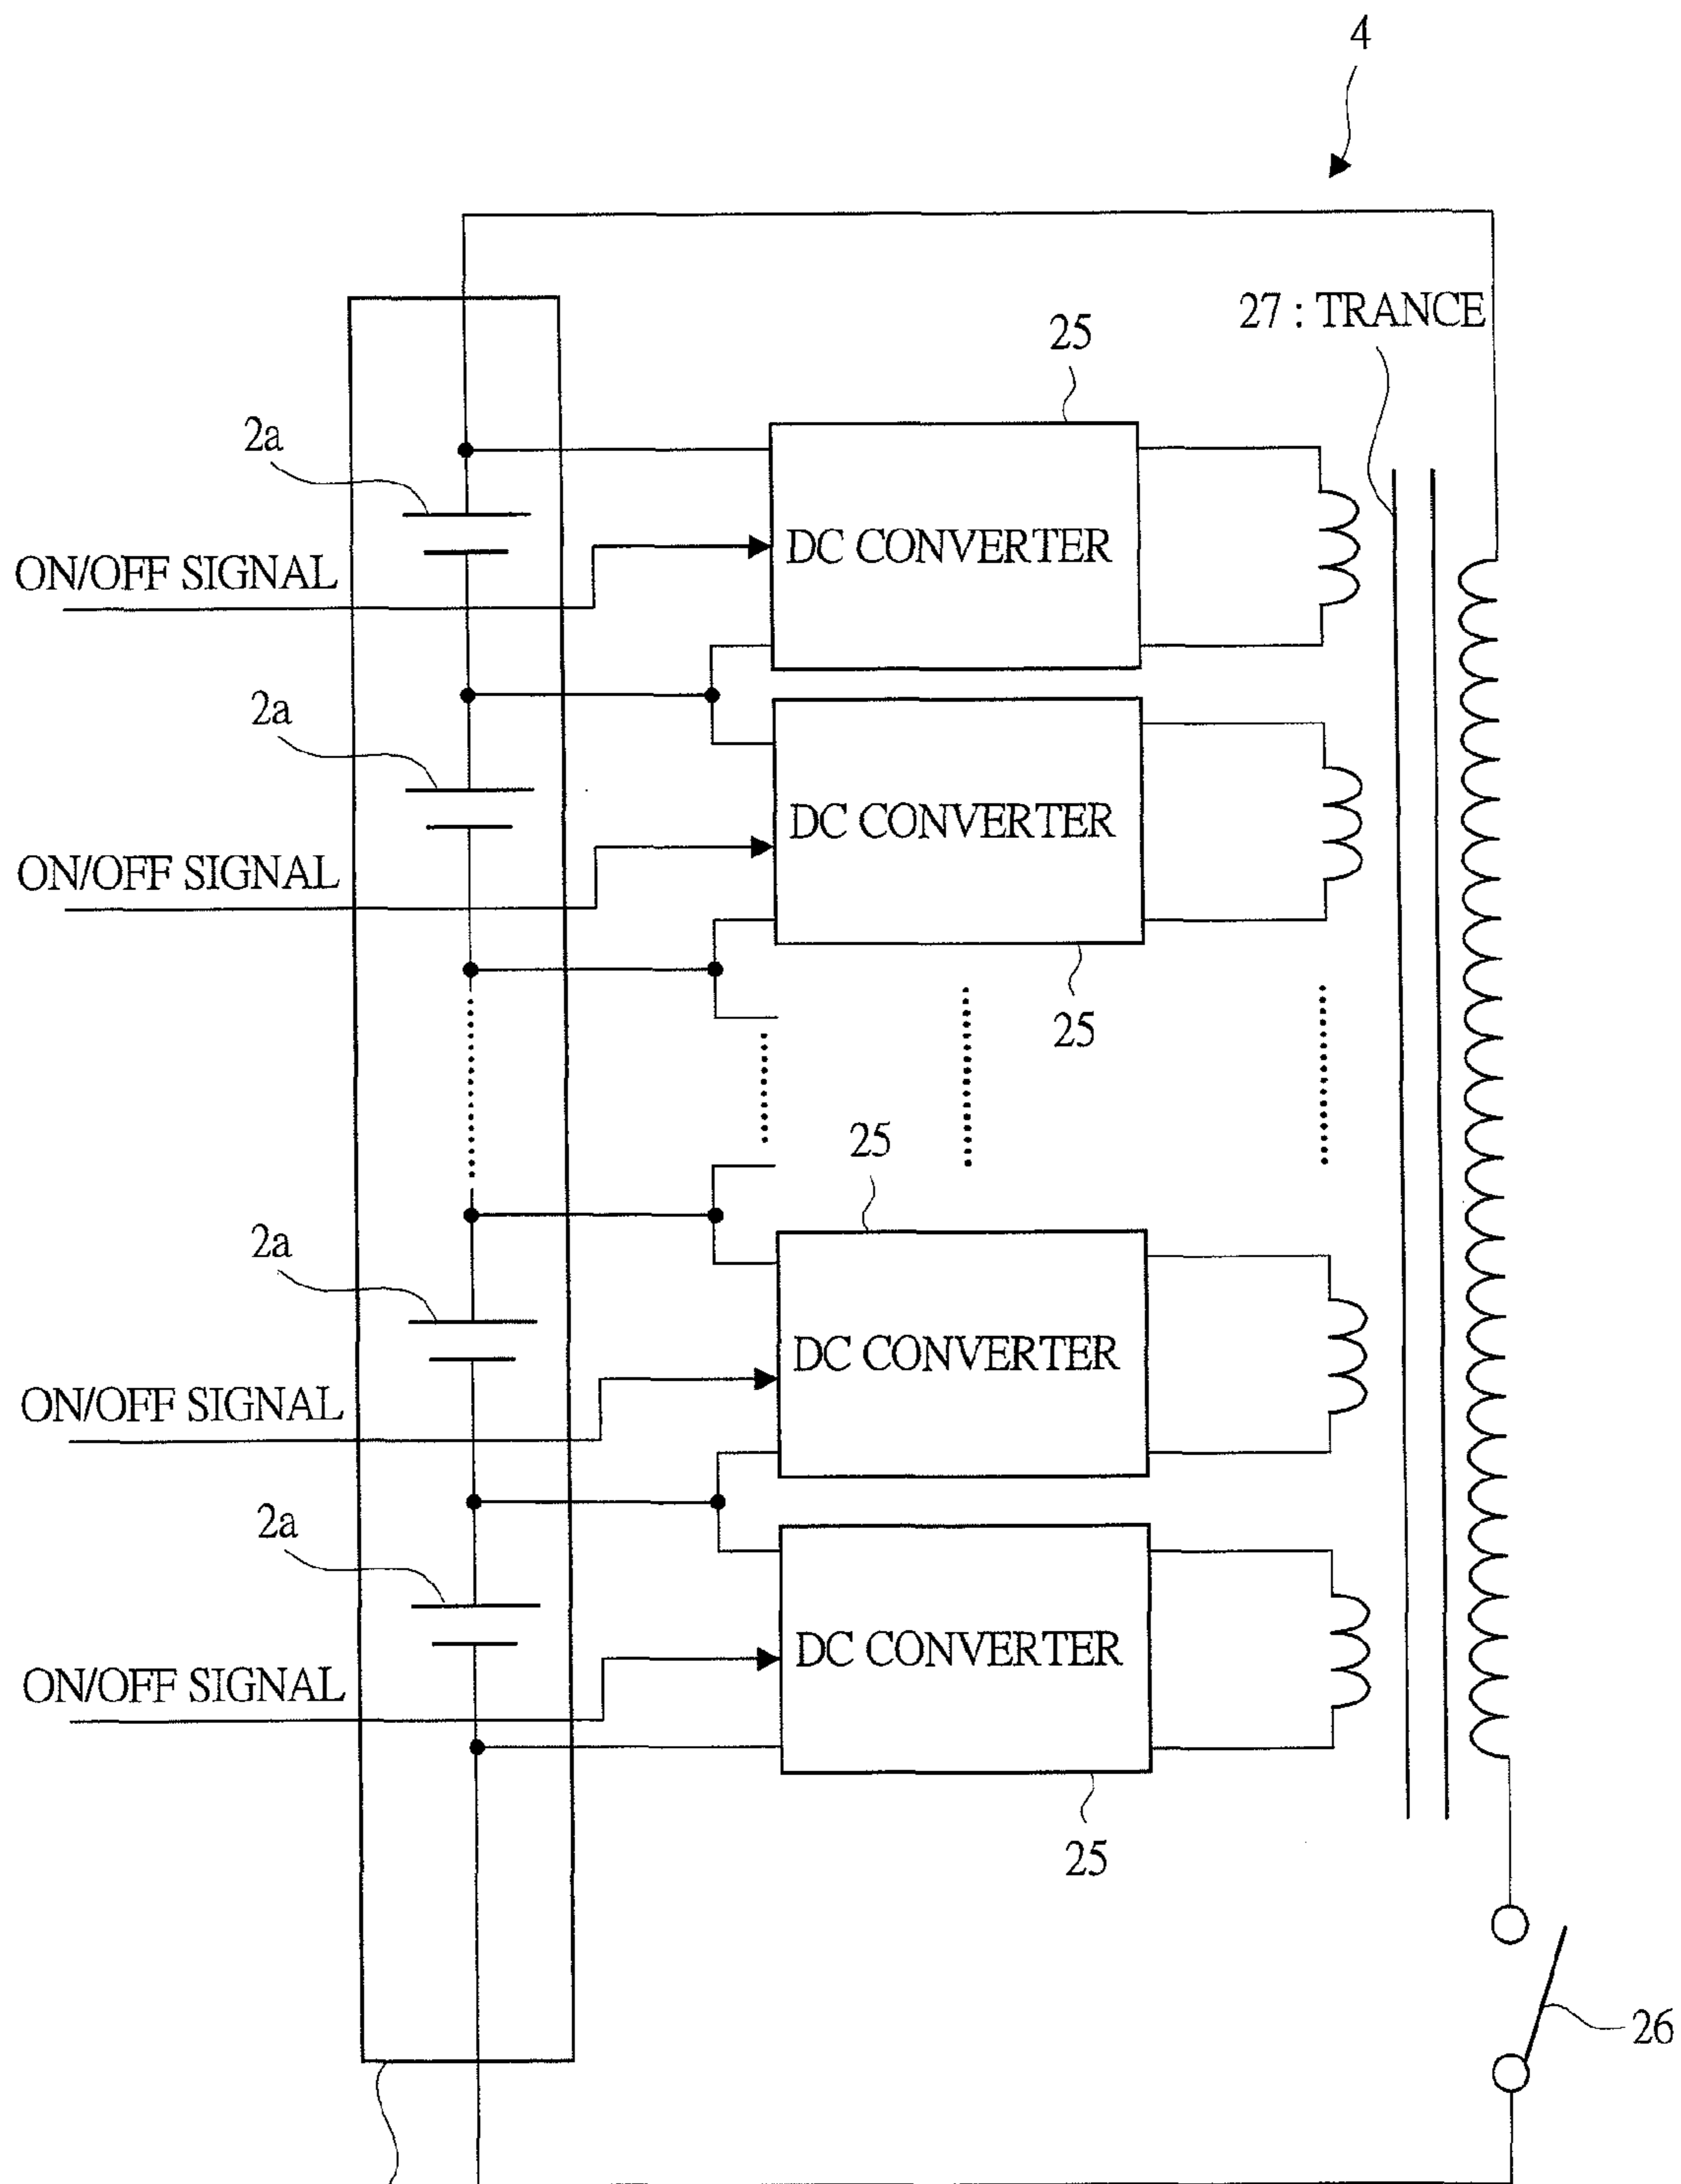 4
27 : TRANCE
25
2a
DC CONVERTER
ON/OFF SIGNAL
2a
DC CONVERTER
ON/OFF SIGNAL
25
25
2a
DC CONVERTER
ON/OFF SIGNAL
2a
DC CONVERTER
ON/OFF SIGNAL
25
26